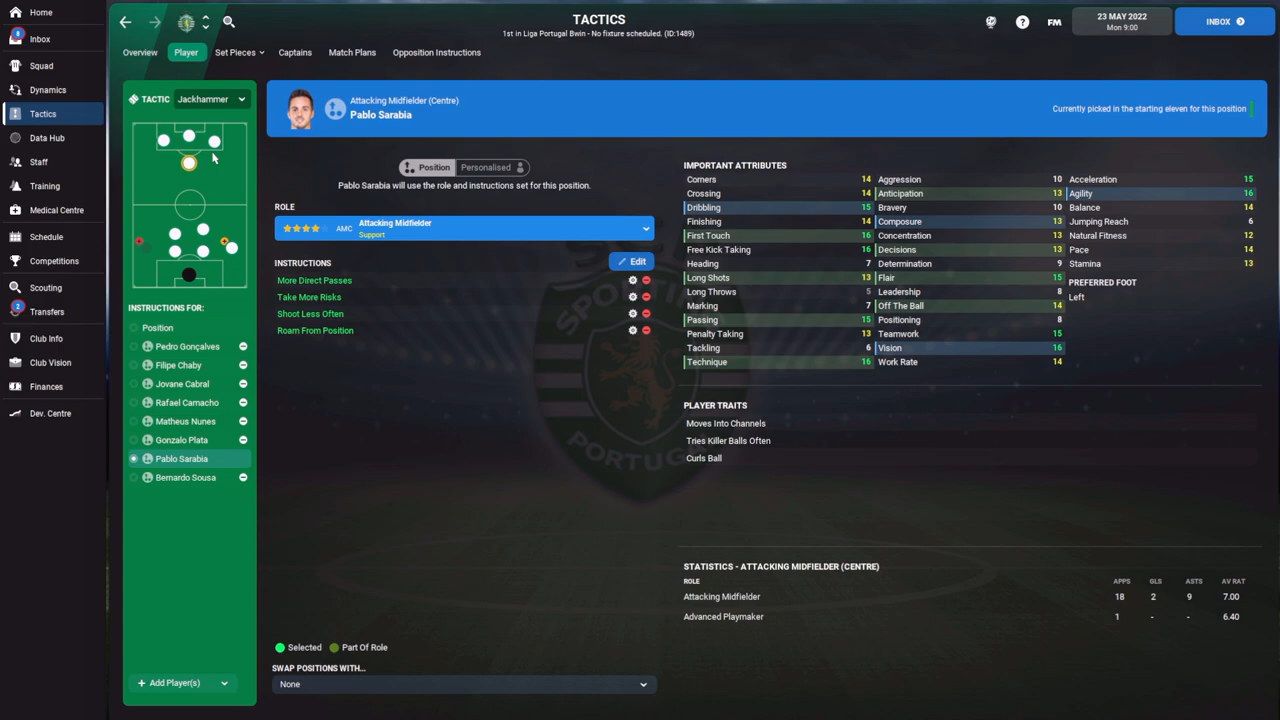 Home
8
Inbox
Squad
Dynamics
Tactics
Data Hub
Staff
Training
Medical Centre
Schedule
Competitions
Scouting
2
Transfers
Club Info
Club Vision
Finances
Dev. Centre
TACTICS
1st in Liga Portugal Bwin - No fixture scheduled. (ID:1489)
?
FM
23 MAY 2022
Mon 9:00
INBOX
Overview
Player
Set Pieces
Captains
Match Plans
Opposition Instructions
TACTIC
Jackhammer
INSTRUCTIONS FOR:
Position
Pedro Gonçalves
Filipe Chaby
Jovane Cabral
Rafael Camacho
Matheus Nunes
Gonzalo Plata
Pablo Sarabia
Bernardo Sousa
+ Add Player(s)
Attacking Midfielder (Centre)
Pablo Sarabia
Currently picked in the starting eleven for this position
Position
Personalised
Pablo Sarabia will use the role and instructions set for this position.
ROLE
AMC
Attacking Midfielder
Support
INSTRUCTIONS
Edit
More Direct Passes
Take More Risks
Shoot Less Often
Roam From Position
Selected
Part Of Role
SWAP POSITIONS WITH...
None
IMPORTANT ATTRIBUTES
Corners 14 Aggression 10 Acceleration 15
Crossing 14 Anticipation 13 Agility 16
Dribbling 15 Bravery 10 Balance 14
Finishing 14 Composure 13 Jumping Reach 6
First Touch 16 Concentration 13 Natural Fitness 12
Free Kick Taking 16 Decisions 13 Pace 14
Heading 7 Determination 9 Stamina 13
Long Shots 13 Flair 15 PREFERRED FOOT
Long Throws 5 Leadership 8 Left
Marking 7 Off The Ball 14
Passing 15 Positioning 8
Penalty Taking 13 Teamwork 15
Tackling 6 Vision 16
Technique 16 Work Rate 14
PLAYER TRAITS
Moves Into Channels
Tries Killer Balls Often
Curls Ball
STATISTICS - ATTACKING MIDFIELDER (CENTRE)
ROLE APPS GLS ASTS AV RAT
Attacking Midfielder 18 2 9 7.00
Advanced Playmaker 1 - - 6.40
SPORTING
PORTUGAL